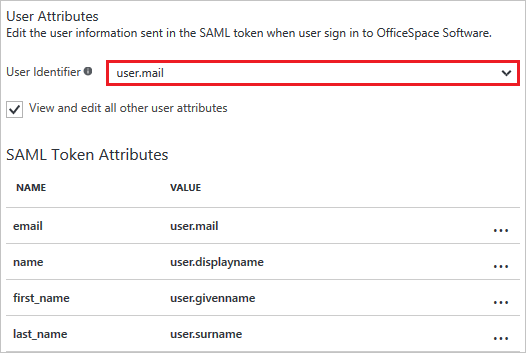 User Attributes
Edit the user information sent in the SAML token when user sign in to OfficeSpace Software.
User Identifier
user.mail
View and edit all other user attributes
SAML Token Attributes
NAME VALUE
email user.mail ...
name user.displayname ...
first_name user.givenname ...
last_name user.surname ...